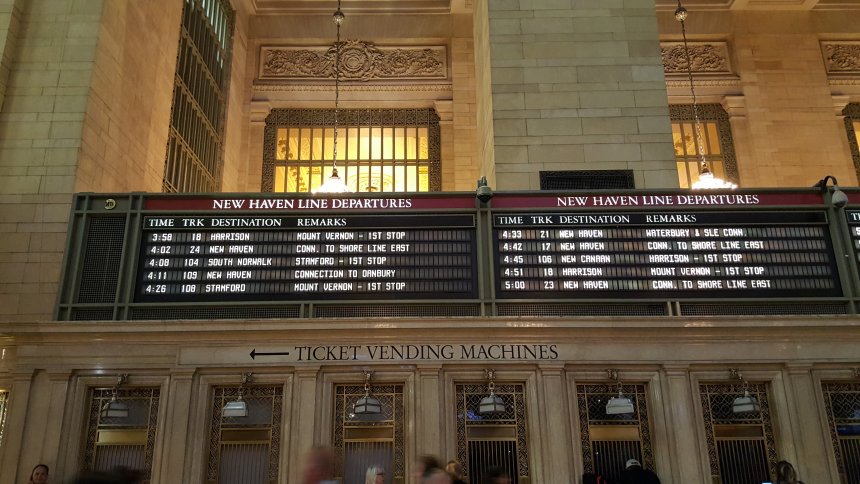 NEW HAVEN LINE DEPARTURES
TIME TRK DESTINATION REMARKS
3:58 18 HARRISON MOUNT VERNON - 1ST STOP
4:02 24 NEW HAVEN CONN. TO SHORE LINE EAST
4:08 104 SOUTH NORWALK STAMFORD - 1ST STOP
4:11 109 NEW HAVEN CONNECTION TO DANBURY
4:26 108 STAMFORD MOUNT VERNON - 1ST STOP
NEW HAVEN LINE DEPARTURES
TIME TRK DESTINATION REMARKS
4:33 21 NEW HAVEN WATERBURY & SLE CONN.
4:42 17 NEW HAVEN CONN. TO SHORE LINE EAST
4:45 106 NEW CANAAN STAMFORD - 1ST STOP
4:51 18 HARRISON MOUNT VERNON - 1ST STOP
5:00 23 NEW HAVEN CONN. TO SHORE LINE EAST
TICKET VENDING MACHINES